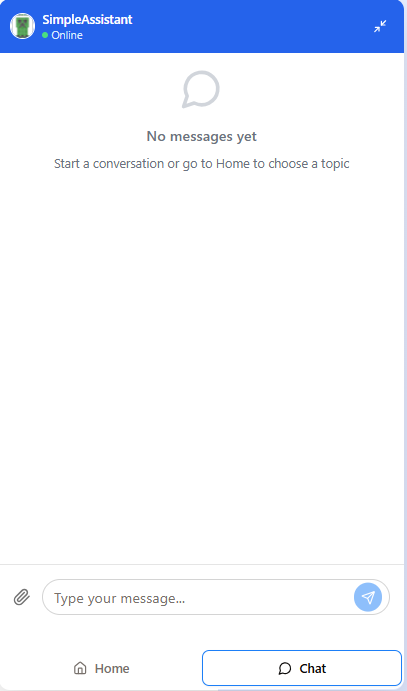 SimpleAssistant
Online
No messages yet
Start a conversation or go to Home to choose a topic
Type your message...
Home
Chat